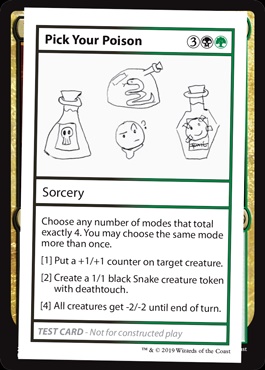 Pick Your Poison 3
Sorcery
Choose any number of modes that total
exactly 4. You may choose the same mode
more than once.
[1] Put a +1/+1 counter on target creature.
[2] Create a 1/1 black Snake creature token
with deathtouch.
[4] All creatures get -2/-2 until end of turn.
TEST CARD - Not for constructed play
™ & © 2019 Wizards of the Coast